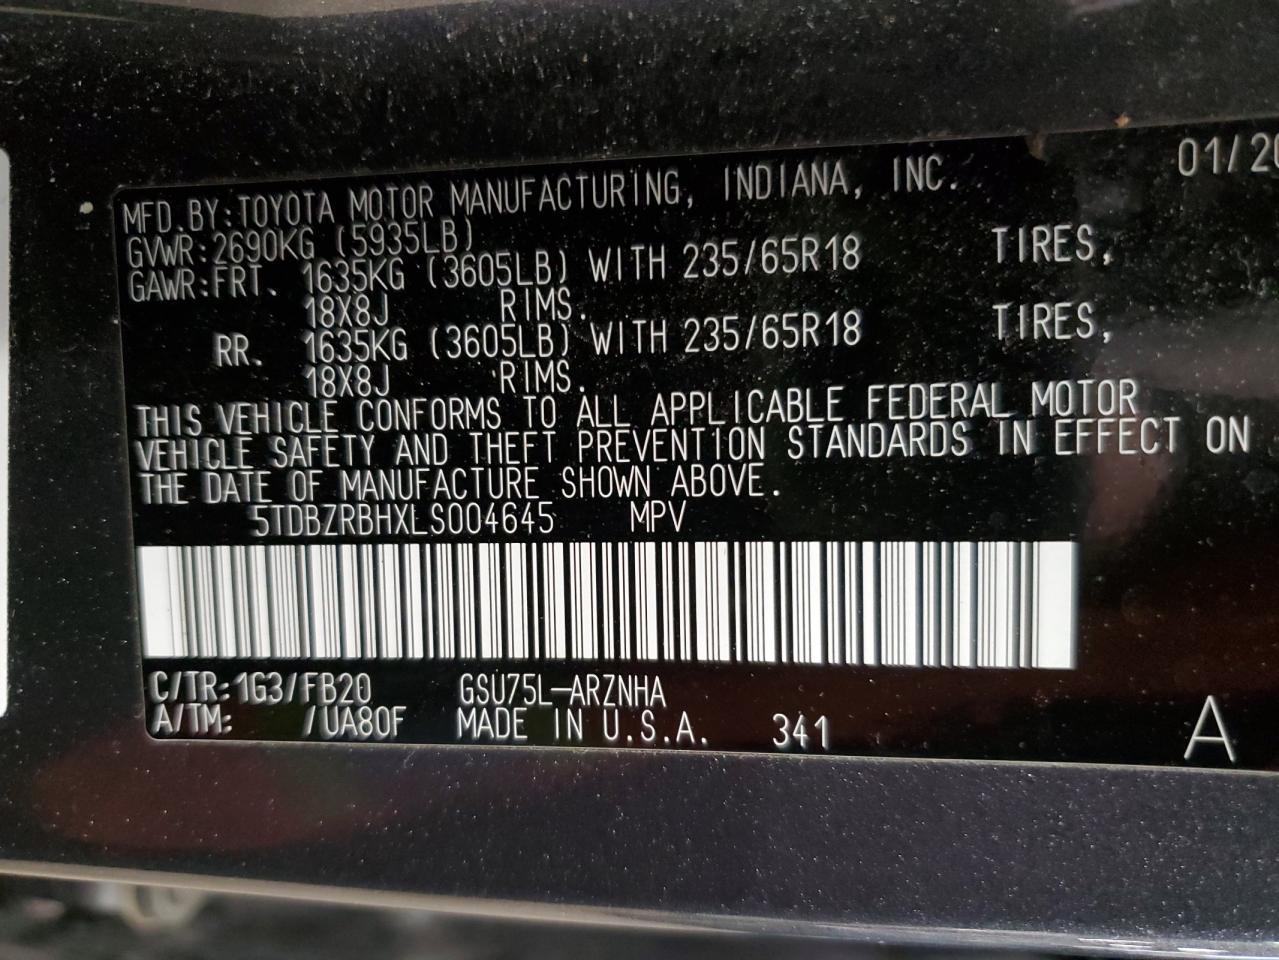 01/20
MFD.BY:TOYOTA MOTOR MANUFACTURING, INDIANA, INC.
GVWR:2690KG (5935LB)
GAWR:FRT. 1635KG (3605LB) WITH 235/65R18 TIRES,
18X8J RIMS.
RR. 1635KG (3605LB) WITH 235/65R18 TIRES,
18X8J RIMS.
THIS VEHICLE CONFORMS TO ALL APPLICABLE FEDERAL MOTOR
VEHICLE SAFETY AND THEFT PREVENTION STANDARDS IN EFFECT ON
THE DATE OF MANUFACTURE SHOWN ABOVE.
5TDBZRBHXLS004645 MPV
C/TR:1G3/FB20 GSU75L-ARZNHA
A/TM: /UA80F MADE IN U.S.A. 341 A